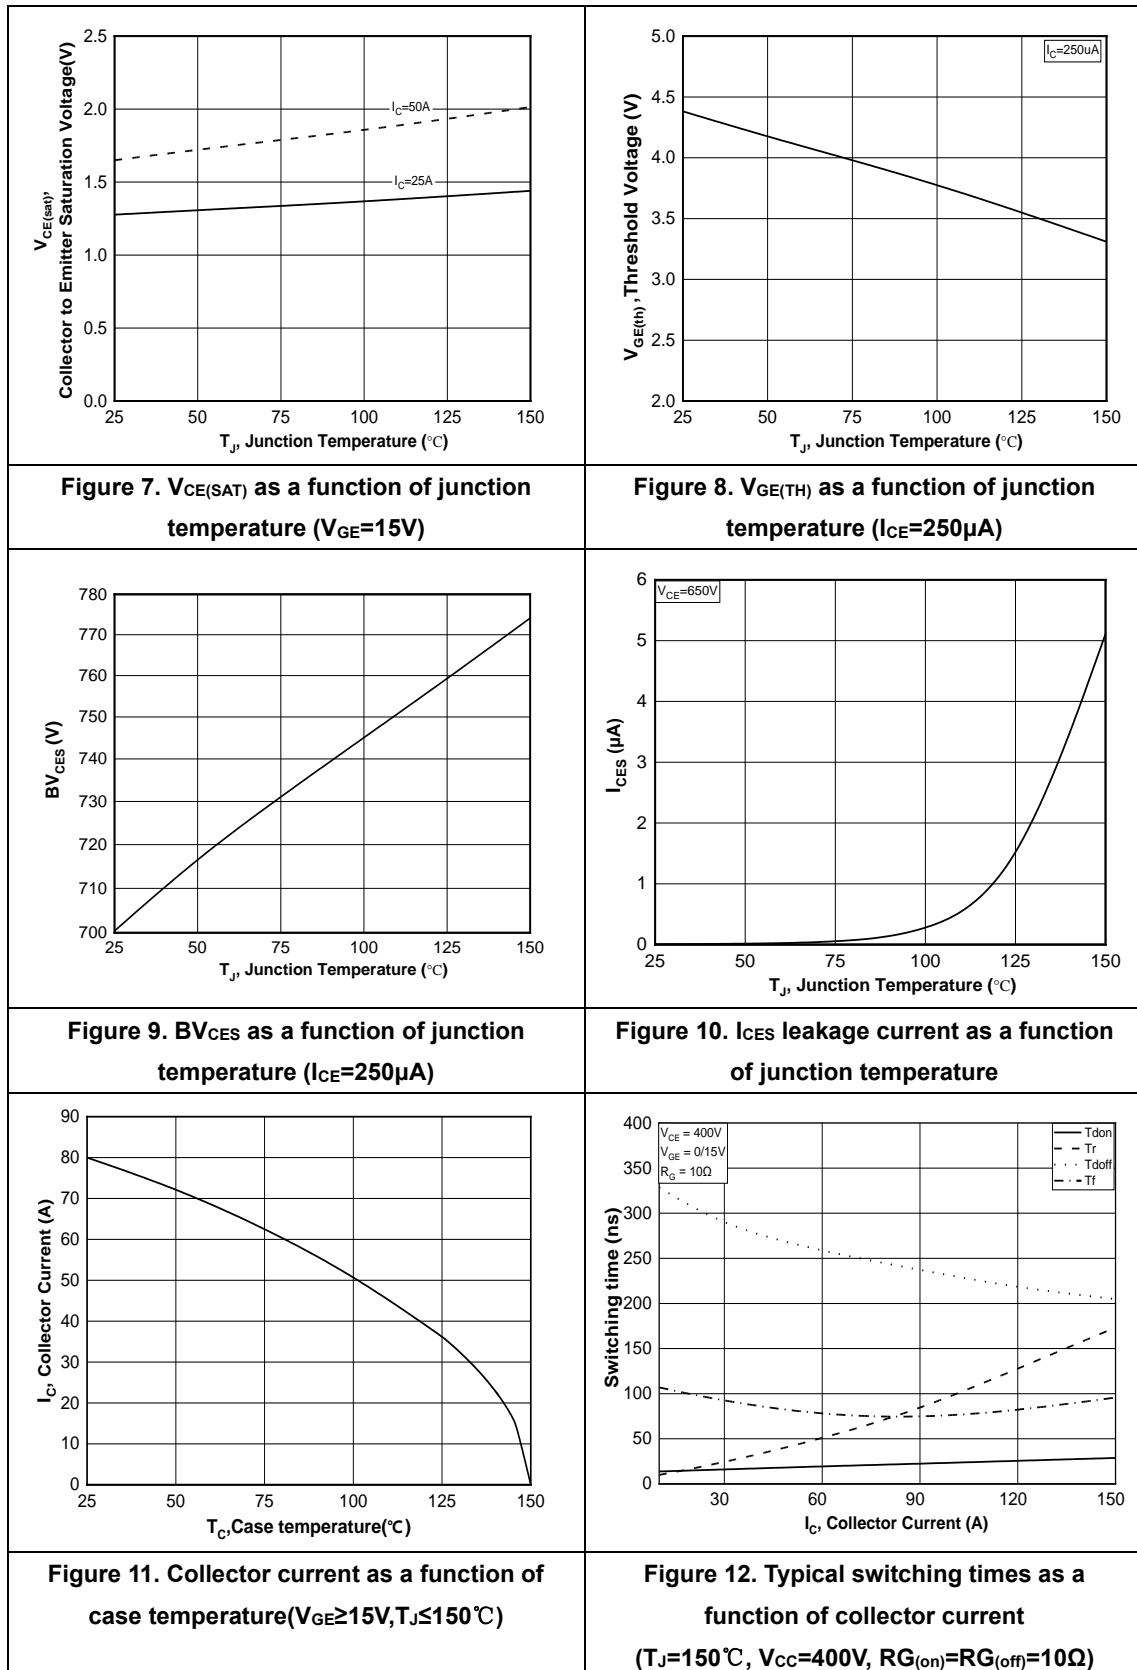 2.5
2.0
1.5
1.0
0.5
0.0
V_CE(sat),
Collector to Emitter Saturation Voltage(V)
I_C=50A
I_C=25A
25 50 75 100 125 150
T_J, Junction Temperature (°C)
Figure 7. V_CE(SAT) as a function of junction
temperature (V_GE=15V)
5.0
4.5
4.0
3.5
3.0
2.5
2.0
V_GE(th) ,Threshold Voltage (V)
I_C=250uA
25 50 75 100 125 150
T_J, Junction Temperature (°C)
Figure 8. V_GE(TH) as a function of junction
temperature (I_CE=250μA)
780
770
760
750
740
730
720
710
700
BV_CES (V)
25 50 75 100 125 150
T_J, Junction Temperature (°C)
Figure 9. BV_CES as a function of junction
temperature (I_CE=250μA)
6
5
4
3
2
1
0
I_CES (μA)
V_CE=650V
25 50 75 100 125 150
T_J, Junction Temperature (°C)
Figure 10. I_CES leakage current as a function
of junction temperature
90
80
70
60
50
40
30
20
10
0
I_C, Collector Current (A)
25 50 75 100 125 150
T_C,Case temperature(℃)
Figure 11. Collector current as a function of
case temperature(V_GE≥15V,T_J≤150℃)
400
350
300
250
200
150
100
50
0
Switching time (ns)
V_CE = 400V
V_GE = 0/15V
R_G = 10Ω
Tdon
Tr
Tdoff
Tf
30 60 90 120 150
I_C, Collector Current (A)
Figure 12. Typical switching times as a
function of collector current
(T_J=150℃, V_CC=400V, RG_(on)=RG_(off)=10Ω)